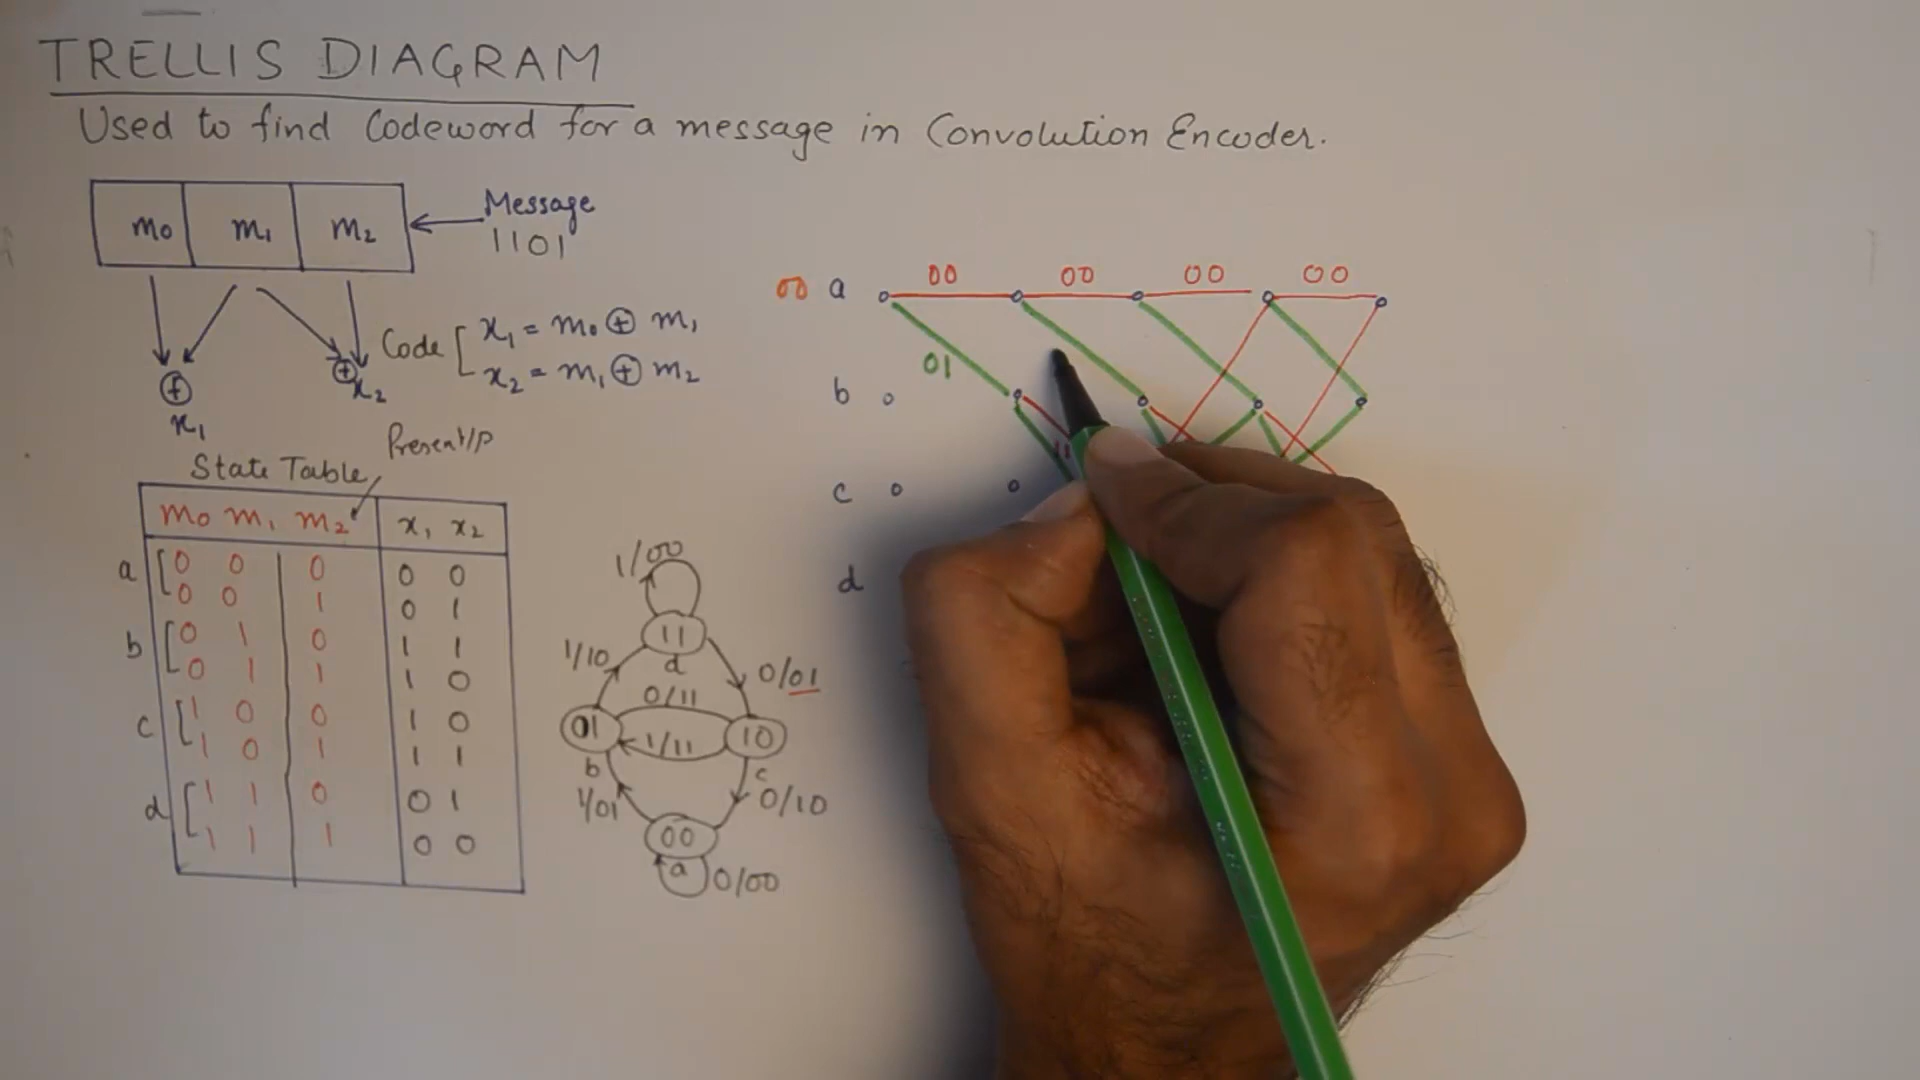 TRELLIS DIAGRAM
Used to find Codeword for a message in Convolution Encoder.
m0 m1 m2
Message
1101
x1
x2
Code [ x1 = m0 ⊕ m1
x2 = m1 ⊕ m2
State Table
Present i/p
m0 m1 m2 x1 x2
a 0 0 0 0 0
0 0 1 0 1
b 0 1 0 1 1
0 1 1 1 0
c 1 0 0 1 0
1 0 1 1 1
d 1 1 0 0 1
1 1 1 0 0
1/00
11
d
1/10
0/01
0/11
01
10
1/11
b
c
1/01
0/10
00
a
0/00
00 00 00 00
00 a
01
b
11
c
d